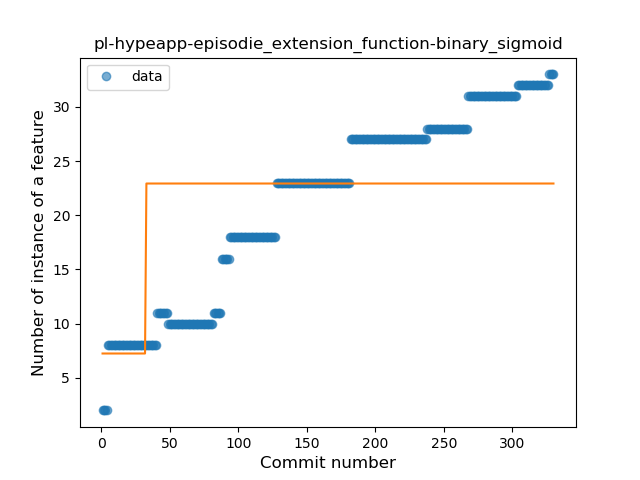 pl-hypeapp-episodie_extension_function-binary_sigmoid
data
Number of instance of a feature
30
25
20
15
10
5
0 50 100 150 200 250 300
Commit number